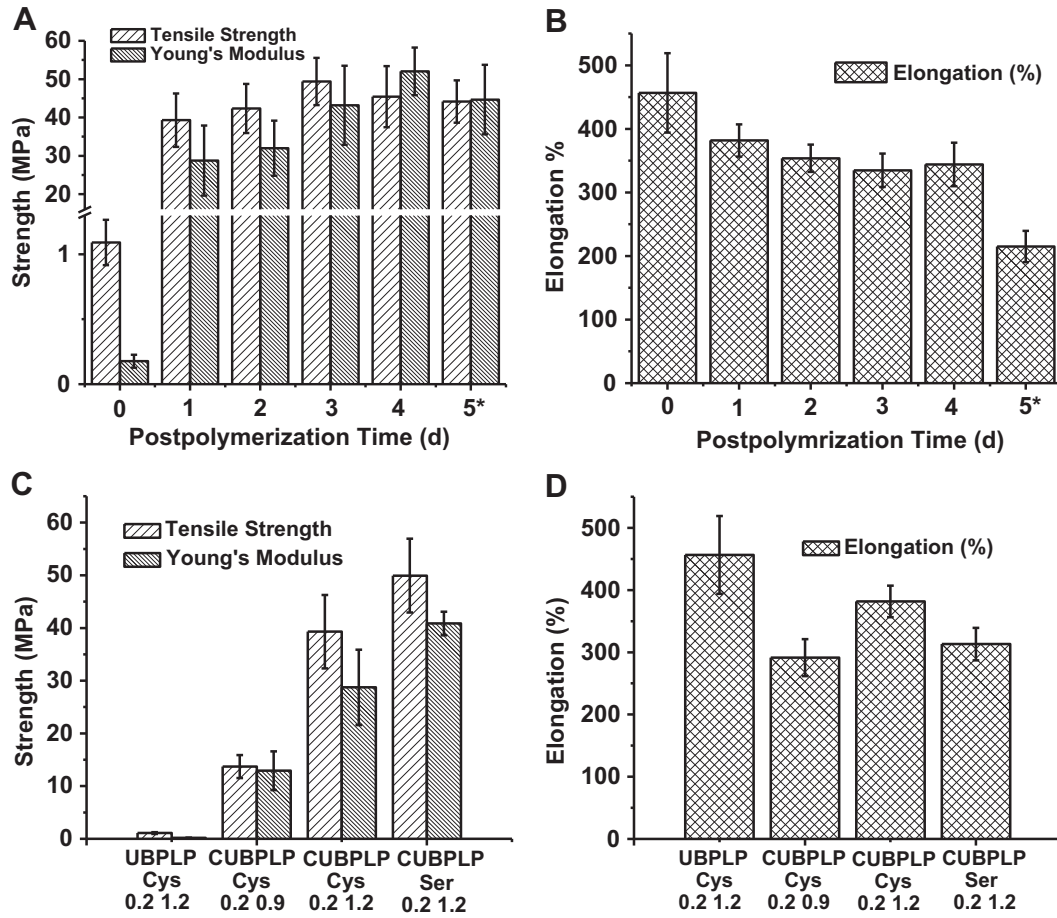 A
Tensile Strength
Young's Modulus
60
50
40
30
20
1
0
Strength (MPa)
0 1 2 3 4 5*
Postpolymerization Time (d)
B
Elongation (%)
500
400
300
200
100
0
Elongation %
0 1 2 3 4 5*
Postpolymrization Time (d)
C
Tensile Strength
Young's Modulus
60
50
40
30
20
10
0
Strength (MPa)
UBPLP CUBPLP CUBPLP CUBPLP
Cys Cys Cys Ser
0.2 1.2 0.2 0.9 0.2 1.2 0.2 1.2
D
Elongation (%)
500
400
300
200
100
0
Elongation (%)
UBPLP CUBPLP CUBPLP CUBPLP
Cys Cys Cys Ser
0.2 1.2 0.2 0.9 0.2 1.2 0.2 1.2